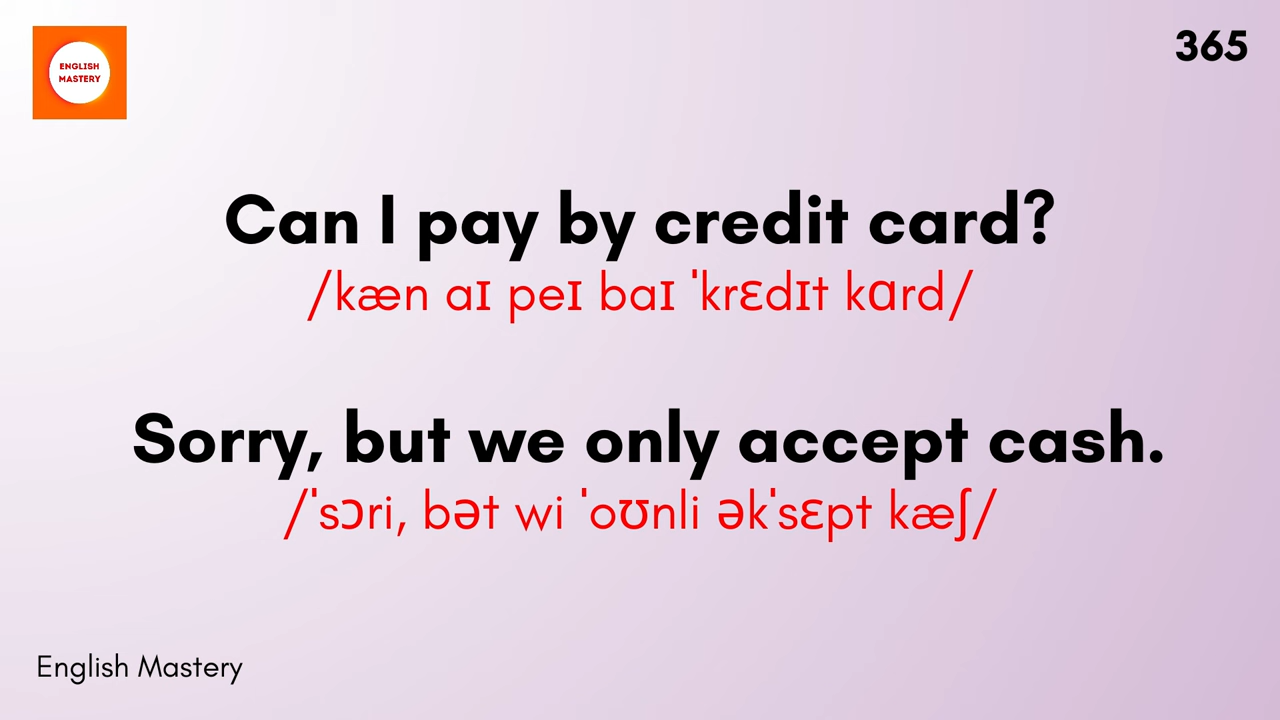 ENGLISH
MASTERY
365
Can I pay by credit card?
/kæn aɪ peɪ baɪ ˈkrɛdɪt kɑrd/
Sorry, but we only accept cash.
/ˈsɔri, bət wi ˈoʊnli əkˈsɛpt kæʃ/
English Mastery